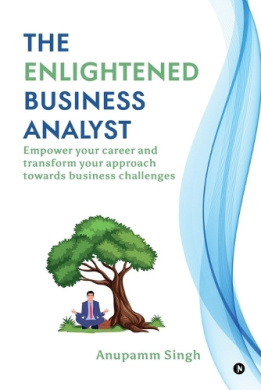 THE
ENLIGHTENED
BUSINESS
ANALYST
Empower your career and
transform your approach
towards business challenges
Anupamm Singh
N